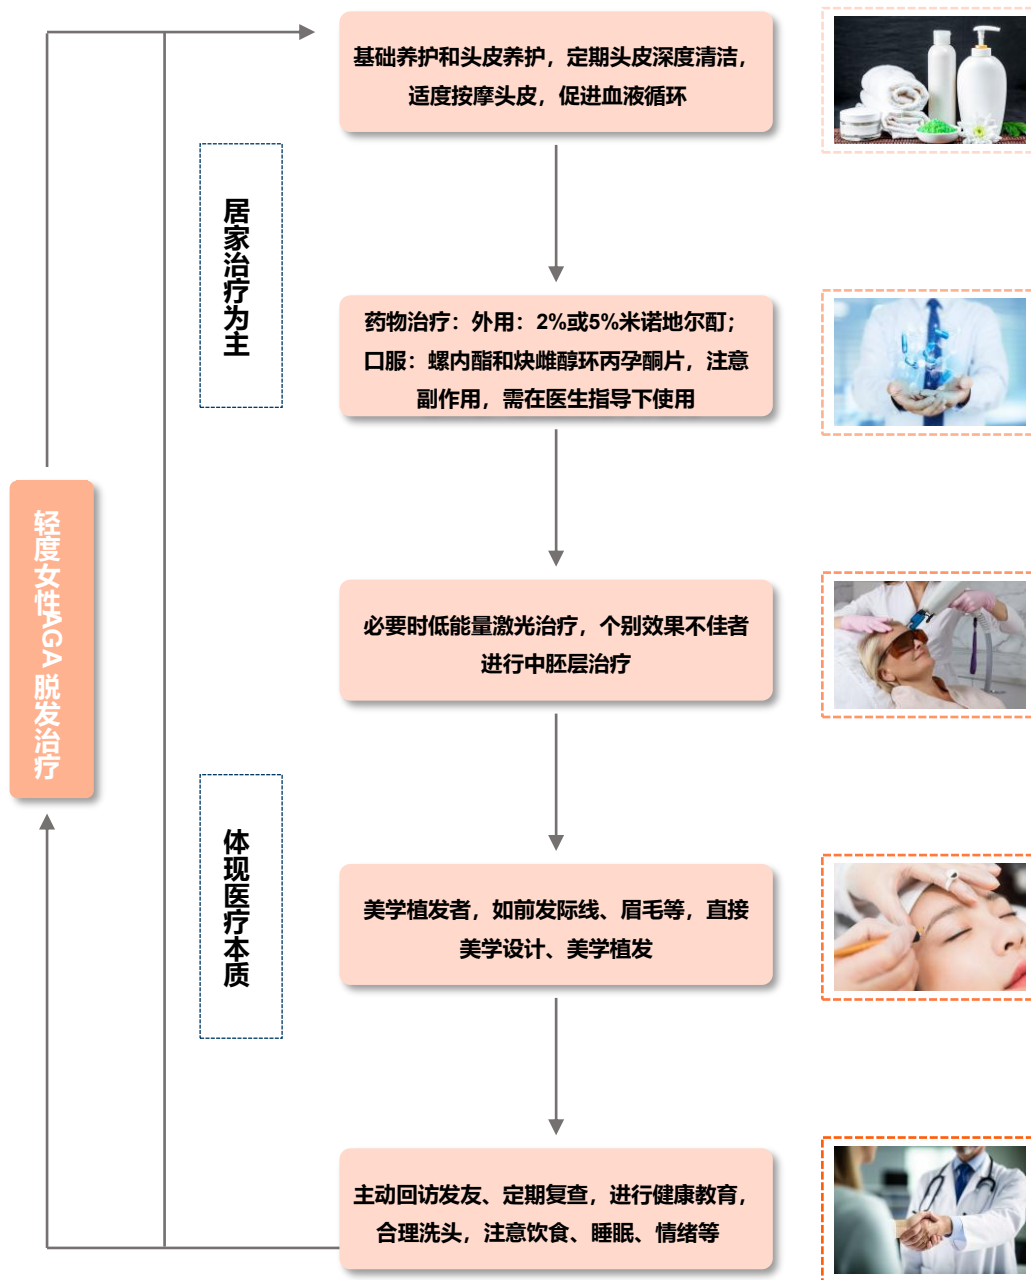 基础养护和头皮养护，定期头皮深度清洁，
适度按摩头皮，促进血液循环
居家治疗为主
药物治疗：外用：2%或5%米诺地尔酊；
口服：螺内酯和炔雌醇环丙孕酮片，注意
副作用，需在医生指导下使用
轻度女性AGA 脱发治疗
必要时低能量激光治疗，个别效果不佳者
进行中胚层治疗
体现医疗本质
美学植发者，如前发际线、眉毛等，直接
美学设计、美学植发
主动回访发友、定期复查，进行健康教育，
合理洗头，注意饮食、睡眠、情绪等